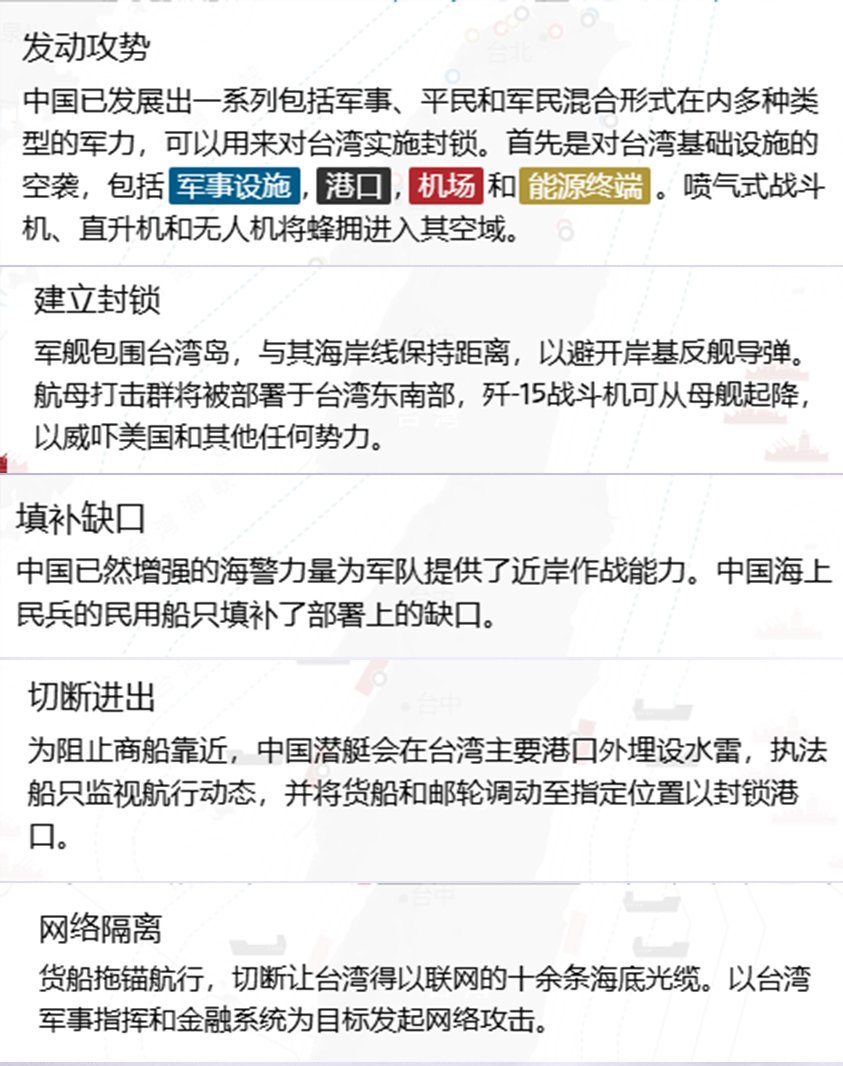 台北
发动攻势
中国已发展出一系列包括军事、平民和军民混合形式在内多种类
型的军力，可以用来对台湾实施封锁。首先是对台湾基础设施的
空袭，包括 军事设施 , 港口 , 机场 和 能源终端 。喷气式战斗
机、直升机和无人机将蜂拥进入其空域。
建立封锁
军舰包围台湾岛，与其海岸线保持距离，以避开岸基反舰导弹。
航母打击群将被部署于台湾东南部，歼-15战斗机可从母舰起降，
以威吓美国和其他任何势力。
填补缺口
中国已然增强的海警力量为军队提供了近岸作战能力。中国海上
民兵的民用船只填补了部署上的缺口。
台中
切断进出
为阻止商船靠近，中国潜艇会在台湾主要港口外埋设水雷，执法
船只监视航行动态，并将货船和邮轮调动至指定位置以封锁港
口。
台中
网络隔离
货船拖锚航行，切断让台湾得以联网的十余条海底光缆。以台湾
军事指挥和金融系统为目标发起网络攻击。